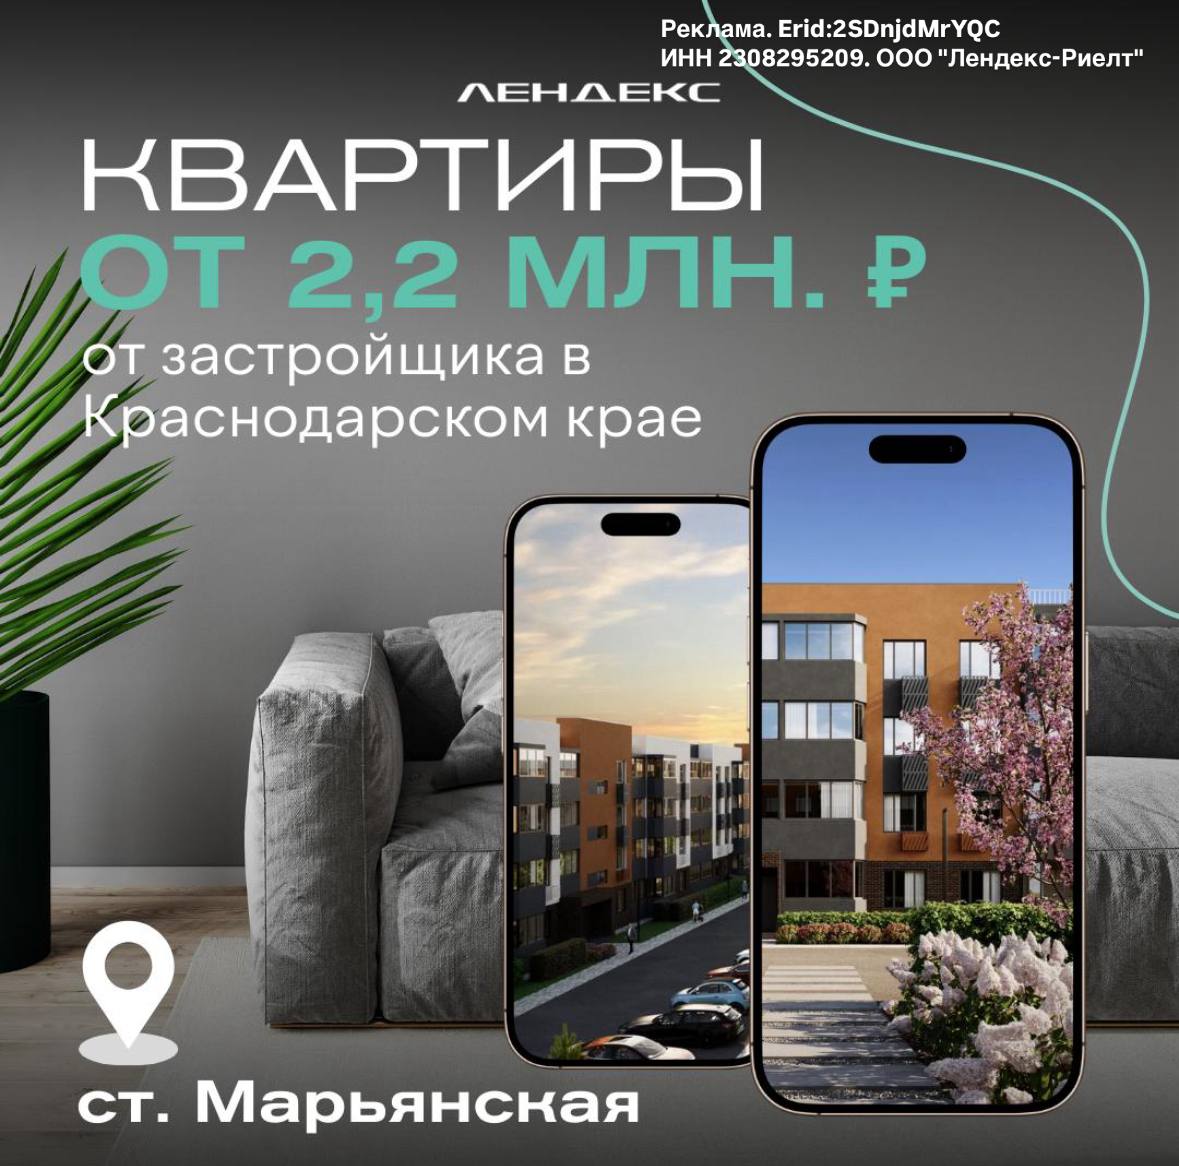 Реклама. Erid:2SDnjdMrYQC
ИНН 2308295209. ООО "Лендекс-Риелт"
ЛЕНДЕКС
КВАРТИРЫ
ОТ 2,2 МЛН. ₽
от застройщика в
Краснодарском крае
ст. Марьянская